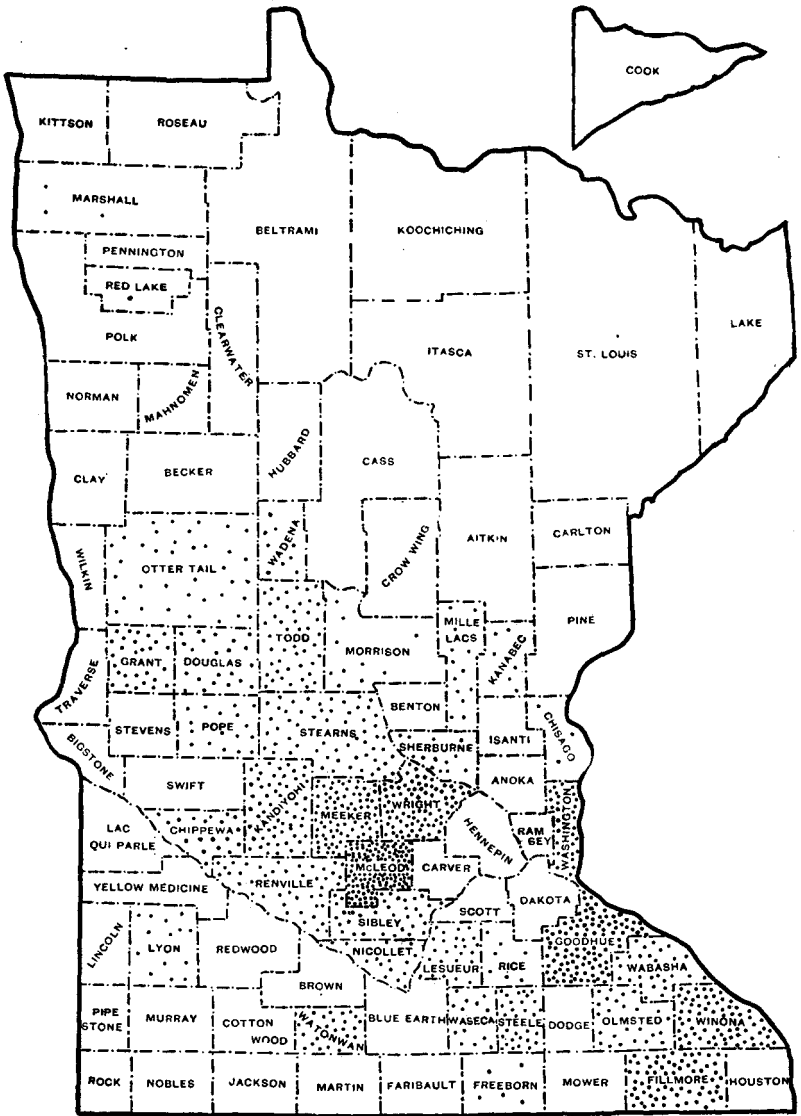 COOK
KITTSON
ROSEAU
MARSHALL
BELTRAMI
KOOCHICHING
PENNINGTON
RED LAKE
CLEARWATER
POLK
ITASCA
ST. LOUIS
LAKE
NORMAN
MAHNOMEN
HUBBARD
CASS
CLAY
BECKER
WADENA
CROW WING
AITKIN
CARLTON
WILKIN
OTTER TAIL
PINE
MILLE
LACS
KANABEC
TODD
MORRISON
GRANT
DOUGLAS
TRAVERSE
BENTON
CHISAGO
STEVENS
POPE
STEARNS
SHERBURNE
ISANTI
BIGSTONE
ANOKA
SWIFT
KANDIYOHI
MEEKER
WRIGHT
WASHINGTON
LAC
QUI PARLE
CHIPPEWA
HENNEPIN
RAM
SEY
McLEOD
CARVER
YELLOW MEDICINE
RENVILLE
DAKOTA
SCOTT
SIBLEY
LINCOLN
LYON
REDWOOD
NICOLLET
LESUEUR
RICE
GOODHUE
WABASHA
BROWN
PIPE
STONE
MURRAY
COTTON
WOOD
WATONWAN
BLUE EARTH
WASECA
STEELE
DODGE
OLMSTED
WINONA
ROCK
NOBLES
JACKSON
MARTIN
FARIBAULT
FREEBORN
MOWER
FILLMORE
HOUSTON